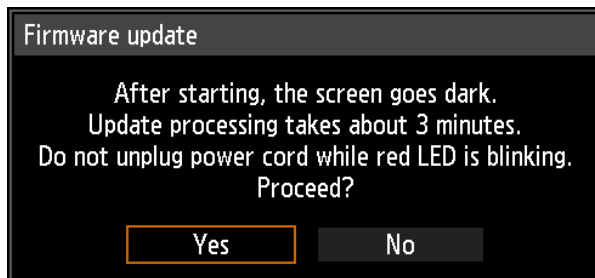 Firmware update
After starting, the screen goes dark.
Update processing takes about 3 minutes.
Do not unplug power cord while red LED is blinking.
Proceed?
Yes No